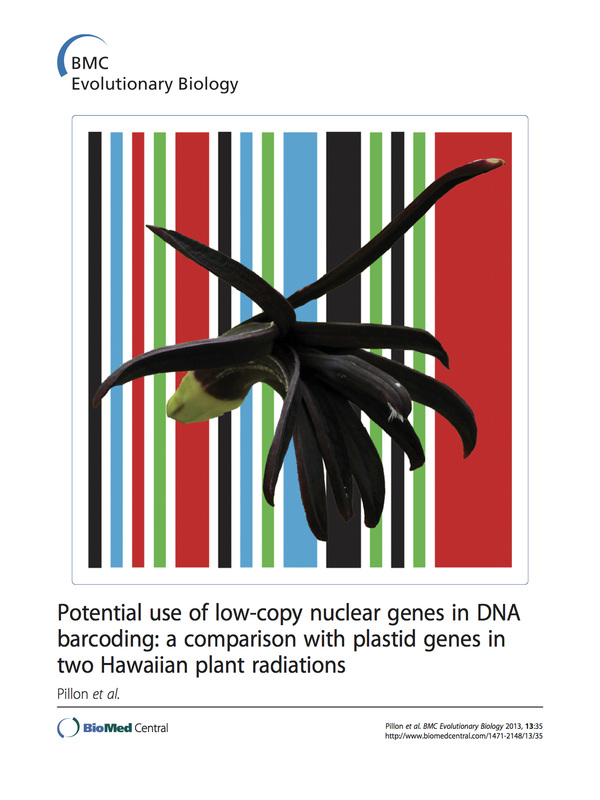 BMC
Evolutionary Biology
Potential use of low-copy nuclear genes in DNA
barcoding: a comparison with plastid genes in
two Hawaiian plant radiations
Pillon et al.
BioMed Central
Pillon et al. BMC Evolutionary Biology 2013, 13:35
http://www.biomedcentral.com/1471-2148/13/35